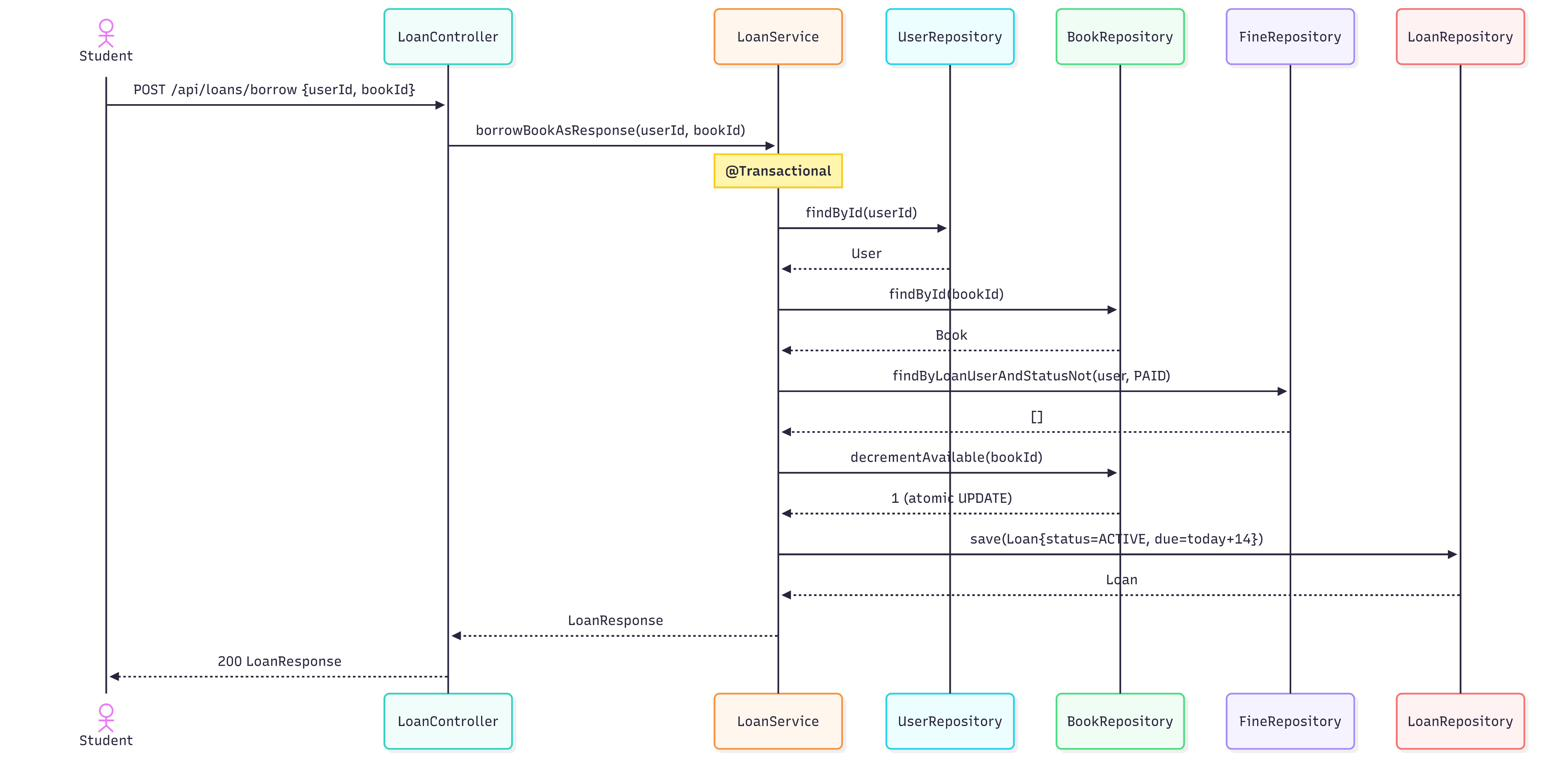 Student
LoanController
LoanService
UserRepository
BookRepository
FineRepository
LoanRepository
POST /api/loans/borrow {userId, bookId}
borrowBookAsResponse(userId, bookId)
@Transactional
findById(userId)
User
findById(bookId)
Book
findByLoanUserAndStatusNot(user, PAID)
[]
decrementAvailable(bookId)
1 (atomic UPDATE)
save(Loan{status=ACTIVE, due=today+14})
Loan
LoanResponse
200 LoanResponse
Student
LoanController
LoanService
UserRepository
BookRepository
FineRepository
LoanRepository